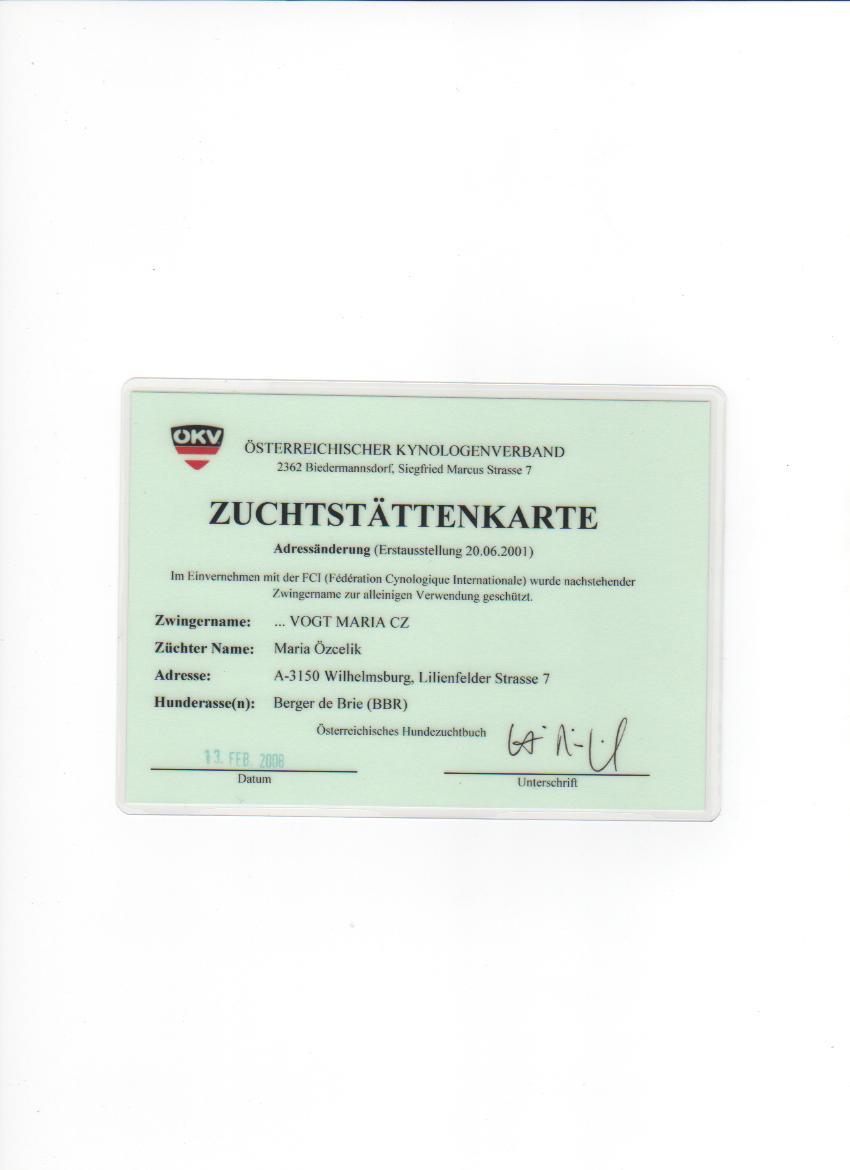 ÖKV
ÖSTERREICHISCHER KYNOLOGENVERBAND
2362 Biedermannsdorf, Siegfried Marcus Strasse 7
ZUCHTSTÄTTENKARTE
Adressänderung (Erstausstellung 20.06.2001)
Im Einvernehmen mit der FCI (Fédération Cynologique Internationale) wurde nachstehender
Zwingername zur alleinigen Verwendung geschützt.
Zwingername: ... VOGT MARIA CZ
Züchter Name: Maria Özcelik
Adresse: A-3150 Wilhelmsburg, Lilienfelder Strasse 7
Hunderasse(n): Berger de Brie (BBR)
Österreichisches Hundezuchtbuch
13. FEB. 2008
Datum
Unterschrift